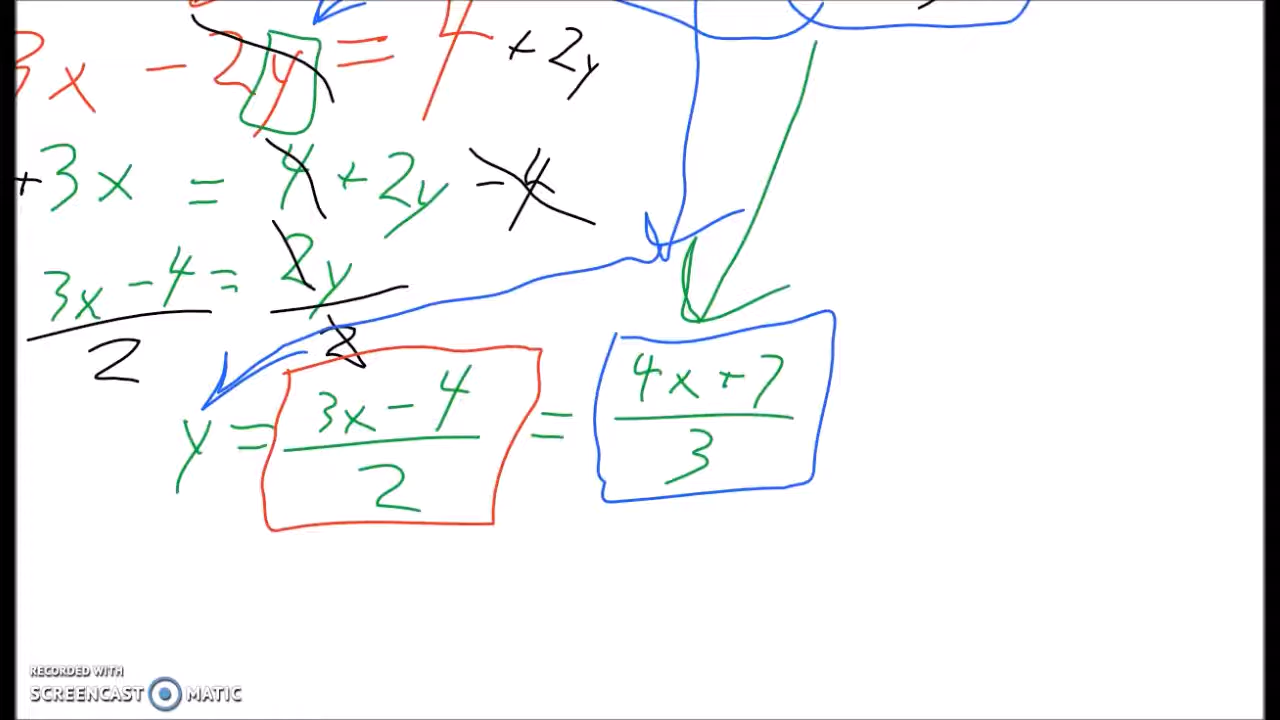 3x - 2y = 4 + 2y
+3x = 4 + 2y - 4
3x - 4 = 2y
2 2
y = 3x - 4 = 4x + 7
2 3
RECORDED WITH
SCREENCAST MATIC